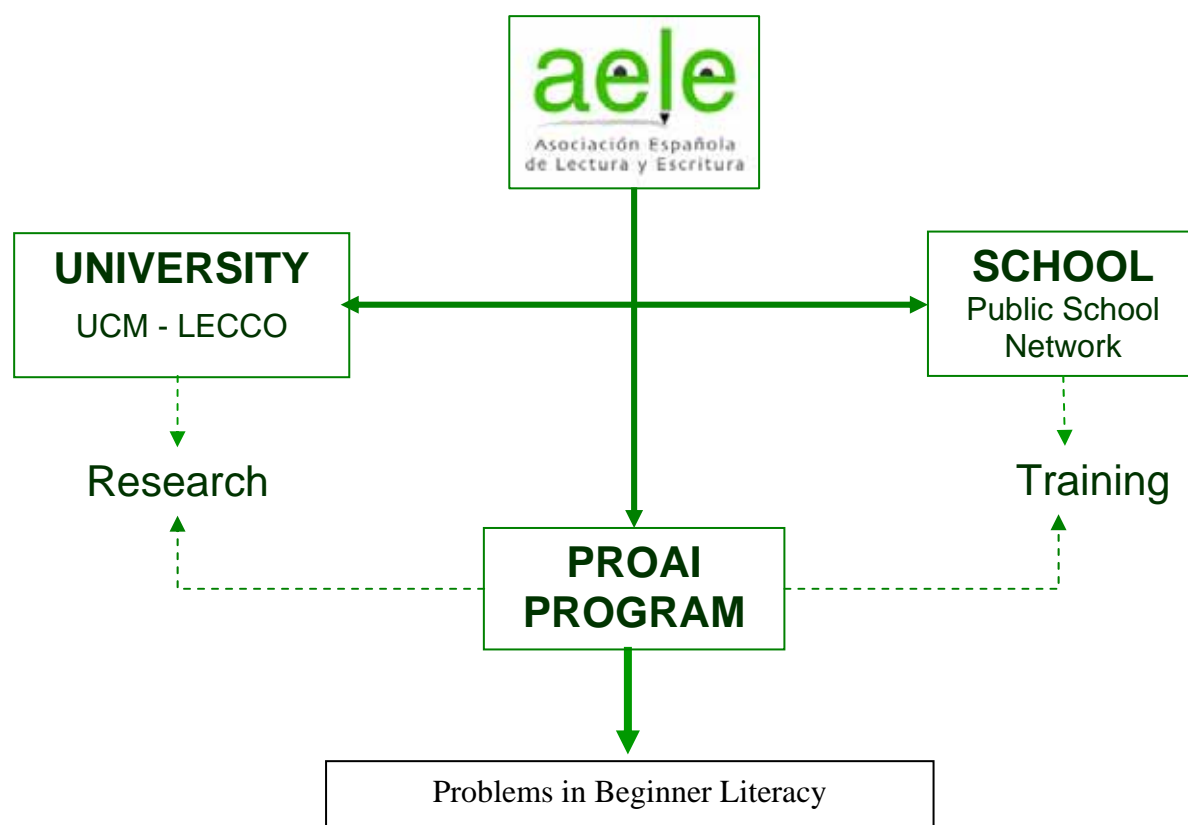 aele
Asociación Española
de Lectura y Escritura
UNIVERSITY
UCM - LECCO
SCHOOL
Public School
Network
Research
Training
PROAI
PROGRAM
Problems in Beginner Literacy